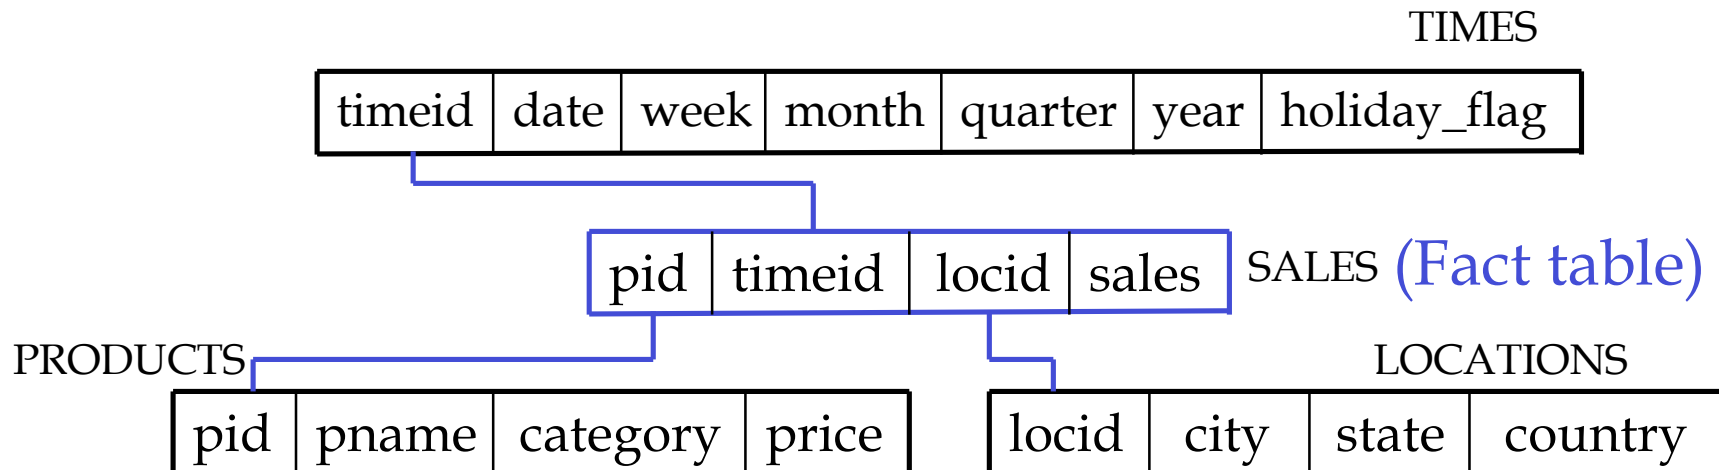 TIMES
timeid date week month quarter year holiday_flag
pid timeid locid sales SALES (Fact table)
PRODUCTS LOCATIONS
pid pname category price locid city state country